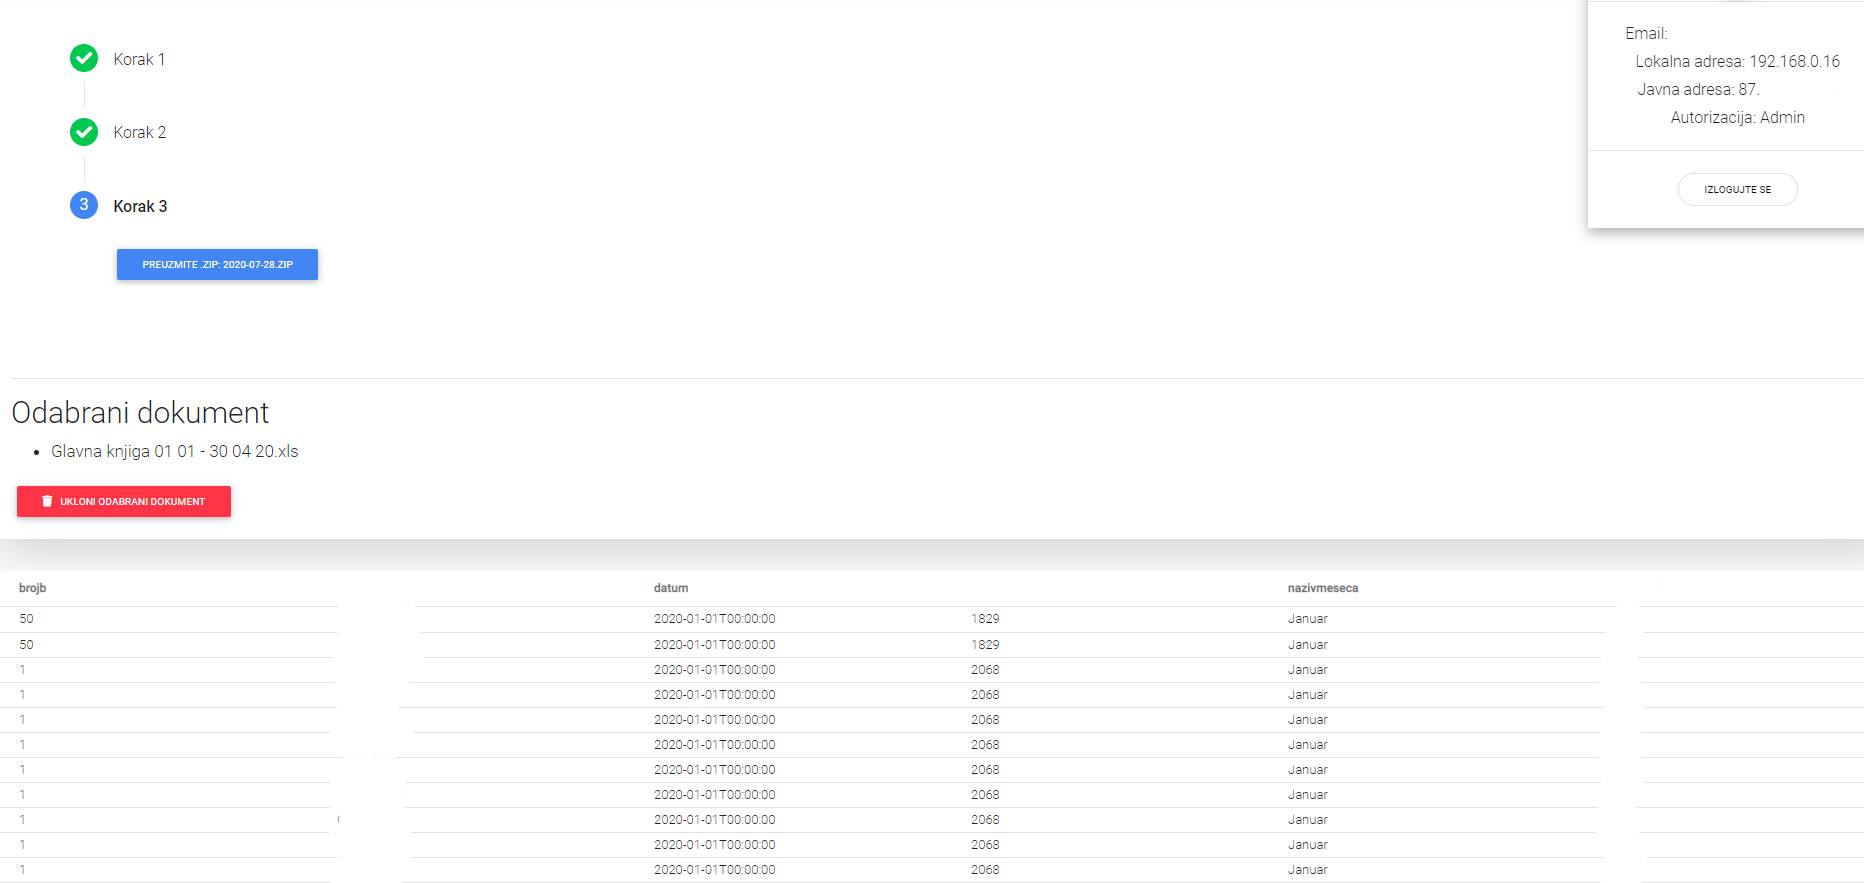 Korak 1
Korak 2
3 Korak 3
PREUZMITE .ZIP: 2020-07-28.ZIP
Email:
Lokalna adresa: 192.168.0.16
Javna adresa: 87.
Autorizacija: Admin
IZLOGUJTE SE
Odabrani dokument
Glavna knjiga 01 01 - 30 04 20.xls
UKLONI ODABRANI DOKUMENT
brojb datum nazivmeseca
50 2020-01-01T00:00:00 1829 Januar
50 2020-01-01T00:00:00 1829 Januar
1 2020-01-01T00:00:00 2068 Januar
1 2020-01-01T00:00:00 2068 Januar
1 2020-01-01T00:00:00 2068 Januar
1 2020-01-01T00:00:00 2068 Januar
1 2020-01-01T00:00:00 2068 Januar
1 2020-01-01T00:00:00 2068 Januar
1 2020-01-01T00:00:00 2068 Januar
1 2020-01-01T00:00:00 2068 Januar
1 2020-01-01T00:00:00 2068 Januar